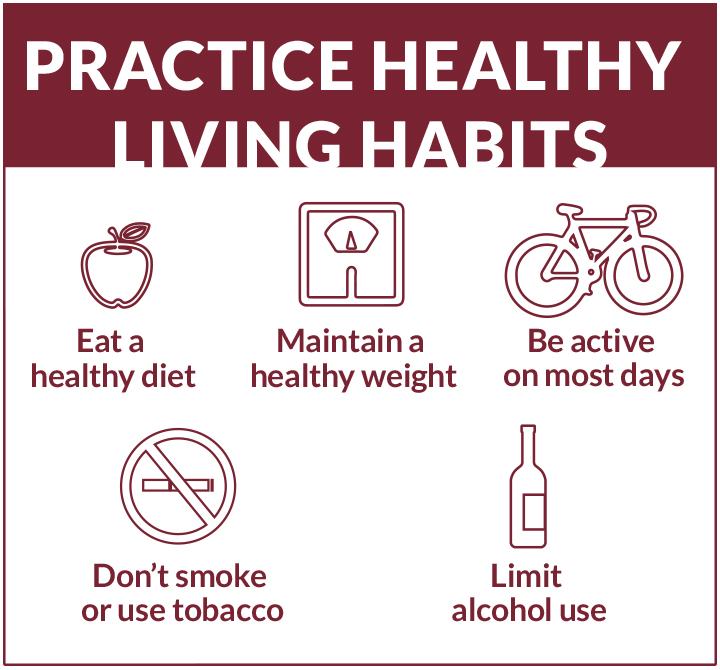 PRACTICE HEALTHY
LIVING HABITS
Eat a
healthy diet
Maintain a
healthy weight
Be active
on most days
Don’t smoke
or use tobacco
Limit
alcohol use